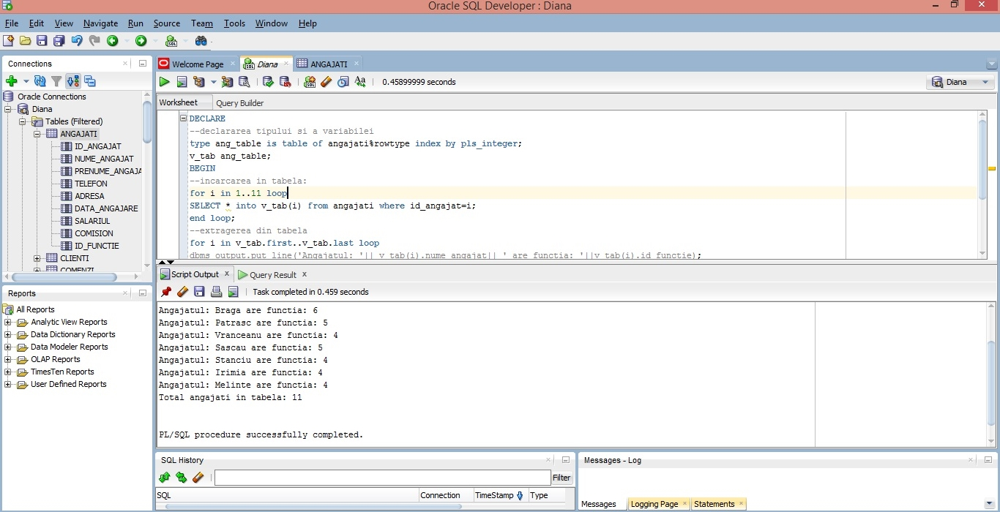 Oracle SQL Developer : Diana
File Edit View Navigate Run Source Team Tools Window Help
Connections
Oracle Connections
Diana
Tables (Filtered)
ANGAJATI
ID_ANGAJAT
NUME_ANGAJAT
PRENUME_ANGAJA
TELEFON
ADRESA
DATA_ANGAJARE
SALARIUL
COMISION
ID_FUNCTIE
CLIENTI
COMENZI
Reports
All Reports
Analytic View Reports
Data Dictionary Reports
Data Modeler Reports
OLAP Reports
TimesTen Reports
User Defined Reports
Welcome Page Diana ANGAJATI
0.45899999 seconds
Diana
Worksheet Query Builder
DECLARE
--declararea tipului si a variabilei
type ang_table is table of angajati%rowtype index by pls_integer;
v_tab ang_table;
BEGIN
--incarcarea in tabela:
for i in 1..11 loop
SELECT * into v_tab(i) from angajati where id_angajat=i;
end loop;
--extragerea din tabela
for i in v_tab.first..v_tab.last loop
dbms_output.put_line('Angajatul: '|| v_tab(i).nume_angajat|| ' are functia: '||v_tab(i).id_functie);
Script Output x Query Result x
Task completed in 0.459 seconds
Angajatul: Braga are functia: 6
Angajatul: Patrasc are functia: 5
Angajatul: Vranceanu are functia: 4
Angajatul: Sascau are functia: 5
Angajatul: Stanciu are functia: 4
Angajatul: Irimia are functia: 4
Angajatul: Melinte are functia: 4
Total angajati in tabela: 11
PL/SQL procedure successfully completed.
SQL History
Filter
SQL Connection TimeStamp Type
Messages - Log
Messages Logging Page Statements